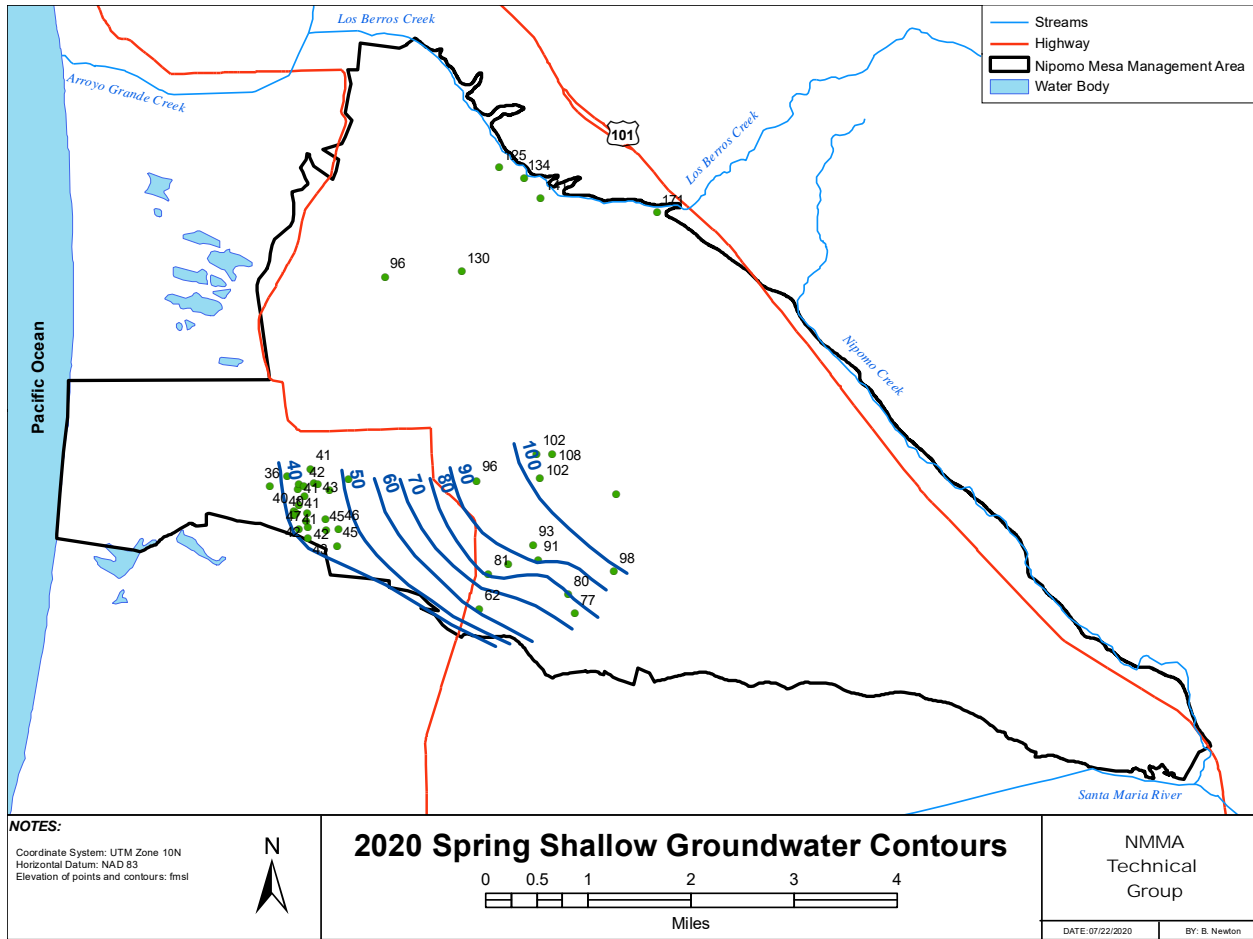 Los Berros Creek
Streams
Highway
Nipomo Mesa Management Area
Water Body
Arroyo Grande Creek
101
Los Berros Creek
125
134
171
96
130
Nipomo Creek
Pacific Ocean
41
36
40
42
41
43
50
60
70
80
90
96
100
102
108
102
40
41
47
41
45
46
42
42
45
93
91
81
98
80
62
77
Santa Maria River
NOTES:
Coordinate System: UTM Zone 10N
Horizontal Datum: NAD 83
Elevation of points and contours: fmsl
N
2020 Spring Shallow Groundwater Contours
0 0.5 1 2 3 4
Miles
NMMA
Technical
Group
DATE:07/22/2020
BY: B. Newton